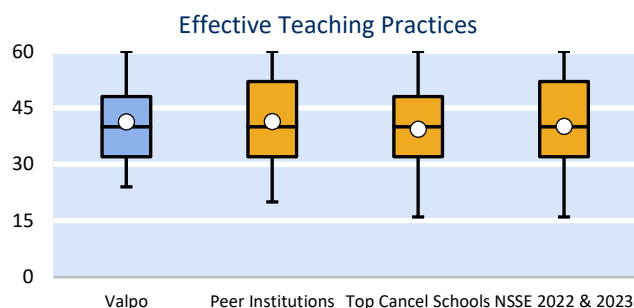 Effective Teaching Practices
60
45
30
15
0
Valpo Peer Institutions Top Cancel Schools NSSE 2022 & 2023